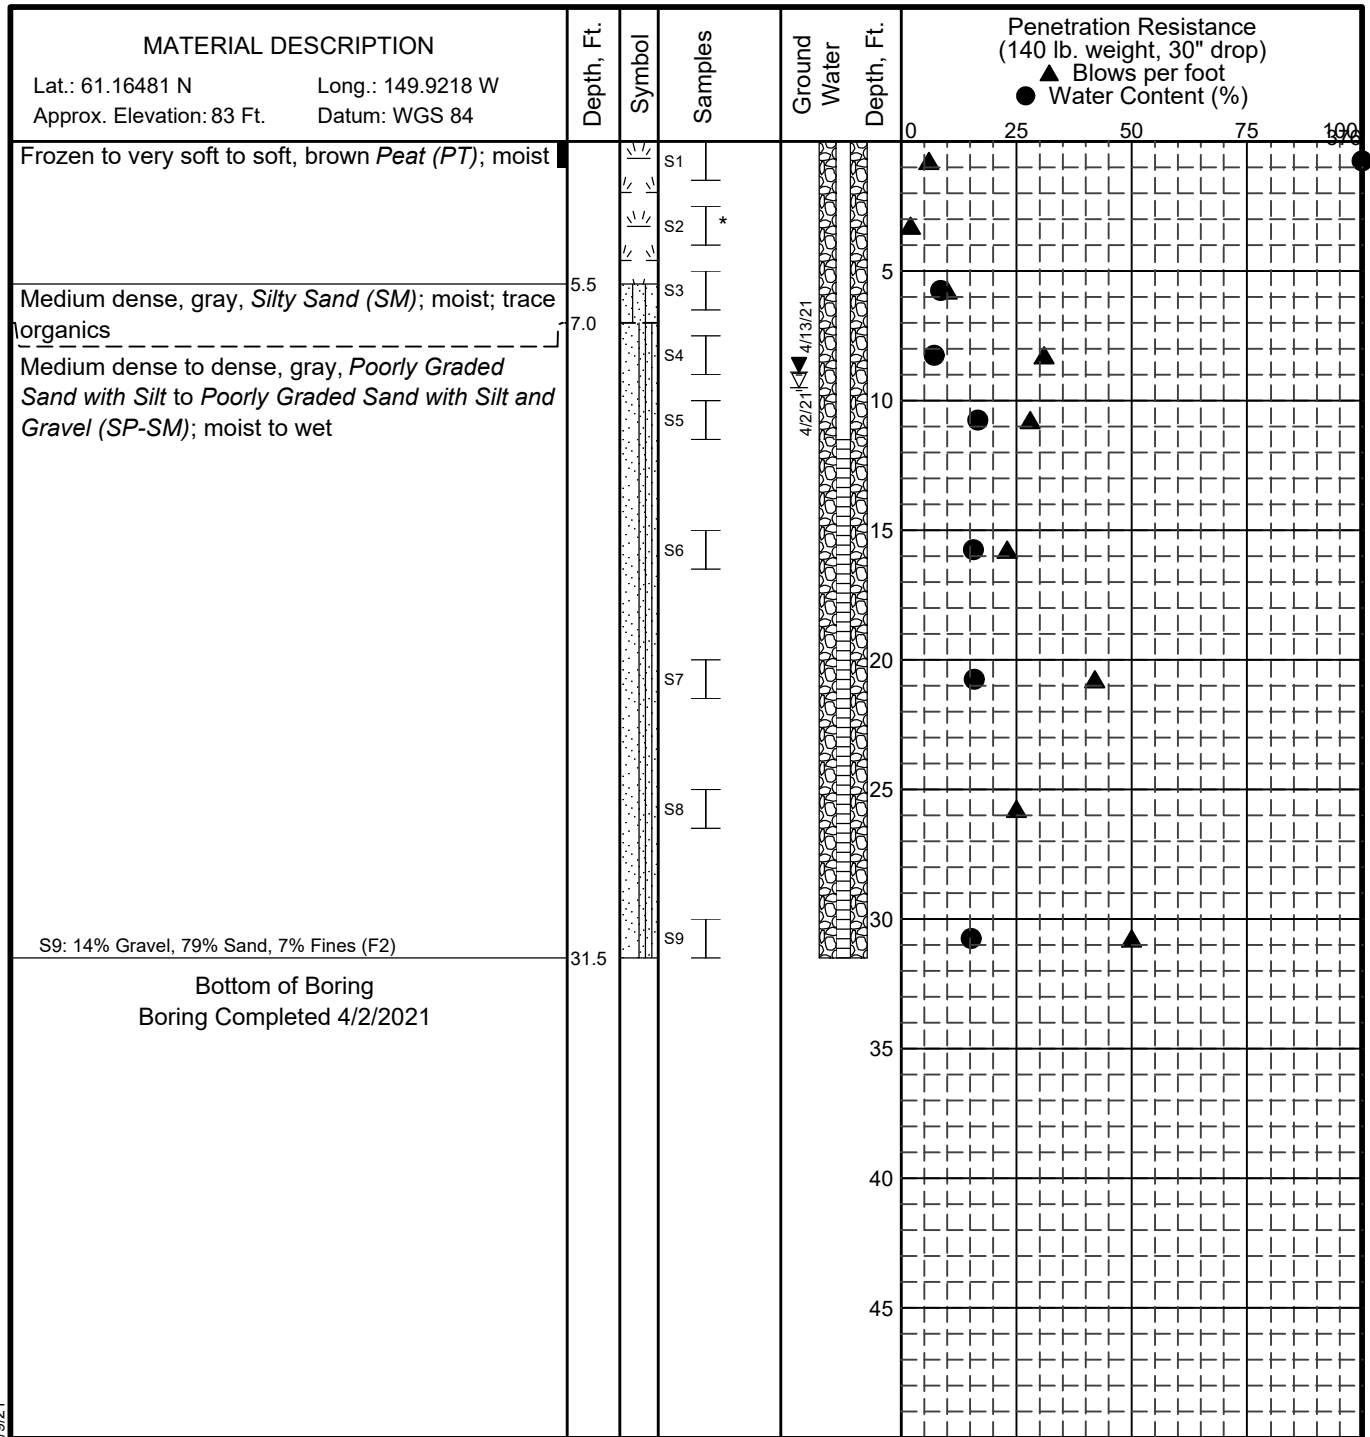 MATERIAL DESCRIPTION
Lat.: 61.16481 N Long.: 149.9218 W
Approx. Elevation: 83 Ft. Datum: WGS 84
Depth, Ft.
Symbol
Samples
Ground
Water
Depth, Ft.
Penetration Resistance
(140 lb. weight, 30" drop)
▲ Blows per foot
● Water Content (%)
0 25 50 75 100
376
Frozen to very soft to soft, brown Peat (PT); moist
5.5
Medium dense, gray, Silty Sand (SM); moist; trace
organics
7.0
Medium dense to dense, gray, Poorly Graded
Sand with Silt to Poorly Graded Sand with Silt and
Gravel (SP-SM); moist to wet
S9: 14% Gravel, 79% Sand, 7% Fines (F2)
31.5
Bottom of Boring
Boring Completed 4/2/2021
S1
S2 *
S3
S4
S5
S6
S7
S8
S9
4/13/21
4/2/21
5
10
15
20
25
30
35
40
45